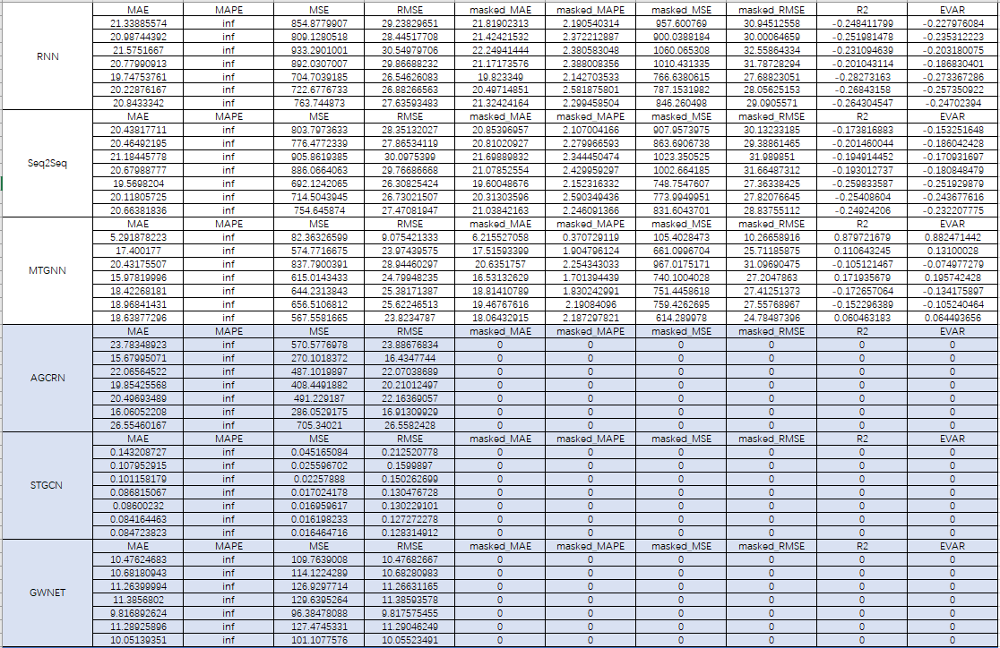 RNN
MAE MAPE MSE RMSE masked_MAE masked_MAPE masked_MSE masked_RMSE R2 EVAR
21.33885574 inf 854.8779907 29.23829651 21.81902313 2.190540314 957.600769 30.94512558 -0.248411799 -0.227976084
20.98744392 inf 809.1280518 28.44517708 21.42421532 2.372212887 900.0388184 30.00064659 -0.251981478 -0.235312223
21.5751667 inf 933.2901001 30.54979706 22.24941444 2.380583048 1060.065308 32.55864334 -0.231094639 -0.203180075
20.77990913 inf 892.0307007 29.86688232 21.17173576 2.388008356 1010.431335 31.78728294 -0.201043114 -0.186830401
19.74753761 inf 704.7039185 26.54626083 19.823349 2.142703533 766.6380615 27.68823051 -0.28273163 -0.273367286
20.22876167 inf 722.6776733 26.88266563 20.49714851 2.581875801 787.1531982 28.05625153 -0.26843158 -0.257350922
20.8433342 inf 763.744873 27.63593483 21.32424164 2.299458504 846.260498 29.0905571 -0.264304547 -0.24702394
Seq2Seq
MAE MAPE MSE RMSE masked_MAE masked_MAPE masked_MSE masked_RMSE R2 EVAR
20.43817711 inf 803.7973633 28.35132027 20.85396957 2.107004166 907.9573975 30.13233185 -0.173816883 -0.153251648
20.46492195 inf 776.4772339 27.86534119 20.81020927 2.279966593 863.6906738 29.38861465 -0.201460044 -0.186042428
21.18445778 inf 905.8619385 30.0975399 21.69889832 2.344450474 1023.350525 31.989851 -0.194914452 -0.170931697
20.67988777 inf 886.0664063 29.76686668 21.07852554 2.429959297 1002.664185 31.66487312 -0.193012737 -0.180848479
19.5698204 inf 692.1242065 26.30825424 19.60048676 2.152316332 748.7547607 27.36338425 -0.259833587 -0.251929879
20.11805725 inf 714.5043945 26.73021507 20.31303596 2.590349436 773.9949951 27.82076645 -0.25408604 -0.243677616
20.66381836 inf 754.645874 27.47081947 21.03842163 2.246091366 831.6043701 28.83755112 -0.24924206 -0.232207775
MTGNN
MAE MAPE MSE RMSE masked_MAE masked_MAPE masked_MSE masked_RMSE R2 EVAR
5.291878223 inf 82.36326599 9.075421333 6.215527058 0.370729119 105.4028473 10.26658916 0.879721679 0.882471442
17.400177 inf 574.7716675 23.97439575 17.51593399 1.904796124 661.0996704 25.71185875 0.110643245 0.13100028
20.43175507 inf 837.7900391 28.94460297 20.6351757 2.254343033 967.0175171 31.09690475 -0.105121467 -0.074977279
15.97819996 inf 615.0143433 24.79948235 16.53132629 1.701394439 740.1004028 27.2047863 0.171935679 0.195742428
18.42268181 inf 644.2313843 25.38171387 18.81410789 1.830242991 751.4458618 27.41251373 -0.172657064 -0.134175897
18.96841431 inf 656.5106812 25.62246513 19.46767616 2.19084096 759.4262695 27.55768967 -0.152296389 -0.105240464
18.63877296 inf 567.5581665 23.8234787 18.06432915 2.187297821 614.289978 24.78487396 0.060463183 0.064493656
AGCRN
MAE MAPE MSE RMSE masked_MAE masked_MAPE masked_MSE masked_RMSE R2 EVAR
23.78348923 inf 570.5776978 23.88676834 0 0 0 0 0 0
15.67995071 inf 270.1018372 16.4347744 0 0 0 0 0 0
22.06564522 inf 487.1019897 22.07038689 0 0 0 0 0 0
19.85425568 inf 408.4491882 20.21012497 0 0 0 0 0 0
20.49693489 inf 491.229187 22.16369057 0 0 0 0 0 0
16.06052208 inf 286.0529175 16.91309929 0 0 0 0 0 0
26.55460167 inf 705.34021 26.5582428 0 0 0 0 0 0
STGCN
MAE MAPE MSE RMSE masked_MAE masked_MAPE masked_MSE masked_RMSE R2 EVAR
0.143208727 inf 0.045165084 0.212520778 0 0 0 0 0 0
0.107952915 inf 0.025596702 0.1599897 0 0 0 0 0 0
0.101158179 inf 0.02257888 0.150262699 0 0 0 0 0 0
0.086815067 inf 0.017024178 0.130476728 0 0 0 0 0 0
0.08600232 inf 0.016959617 0.130229101 0 0 0 0 0 0
0.084164463 inf 0.016198233 0.127272278 0 0 0 0 0 0
0.084723823 inf 0.016464716 0.128314912 0 0 0 0 0 0
GWNET
MAE MAPE MSE RMSE masked_MAE masked_MAPE masked_MSE masked_RMSE R2 EVAR
10.47624683 inf 109.7639008 10.47682667 0 0 0 0 0 0
10.68180943 inf 114.1224289 10.68280983 0 0 0 0 0 0
11.26399994 inf 126.9297714 11.26631165 0 0 0 0 0 0
11.3856802 inf 129.6395264 11.38593578 0 0 0 0 0 0
9.816892624 inf 96.38478088 9.817575455 0 0 0 0 0 0
11.28925896 inf 127.4745331 11.29046249 0 0 0 0 0 0
10.05139351 inf 101.1077576 10.05523491 0 0 0 0 0 0